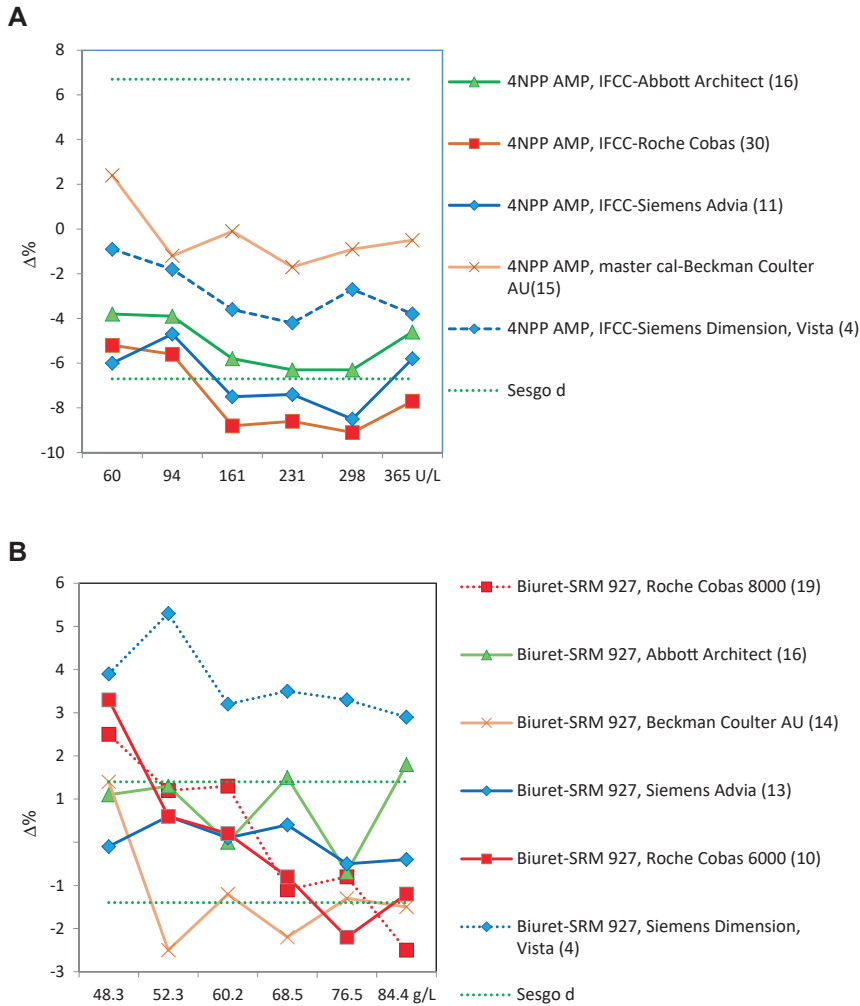 A
8
6
4
2
0
-2
-4
-6
-8
-10
Δ%
60 94 161 231 298 365 U/L
4NPP AMP, IFCC-Abbott Architect (16)
4NPP AMP, IFCC-Roche Cobas (30)
4NPP AMP, IFCC-Siemens Advia (11)
4NPP AMP, master cal-Beckman Coulter
AU(15)
4NPP AMP, IFCC-Siemens Dimension, Vista (4)
Sesgo d
B
6
5
4
3
2
1
-1
-2
-3
Δ%
48.3 52.3 60.2 68.5 76.5 84.4 g/L
Biuret-SRM 927, Roche Cobas 8000 (19)
Biuret-SRM 927, Abbott Architect (16)
Biuret-SRM 927, Beckman Coulter AU (14)
Biuret-SRM 927, Siemens Advia (13)
Biuret-SRM 927, Roche Cobas 6000 (10)
Biuret-SRM 927, Siemens Dimension,
Vista (4)
Sesgo d